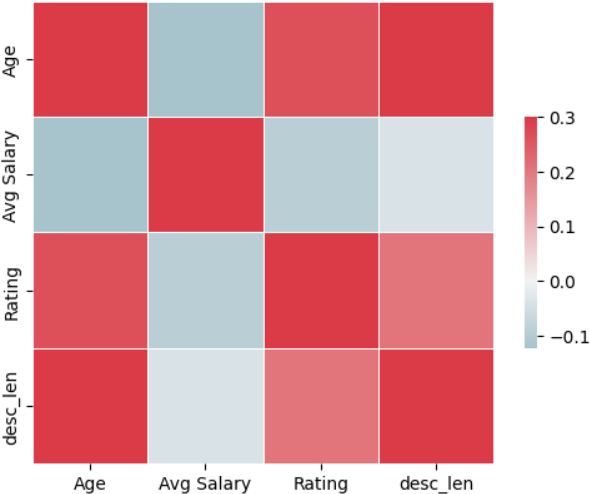 Age
Avg Salary
Rating
desc_len
Age
Avg Salary
Rating
desc_len
0.3
0.2
0.1
0.0
−0.1